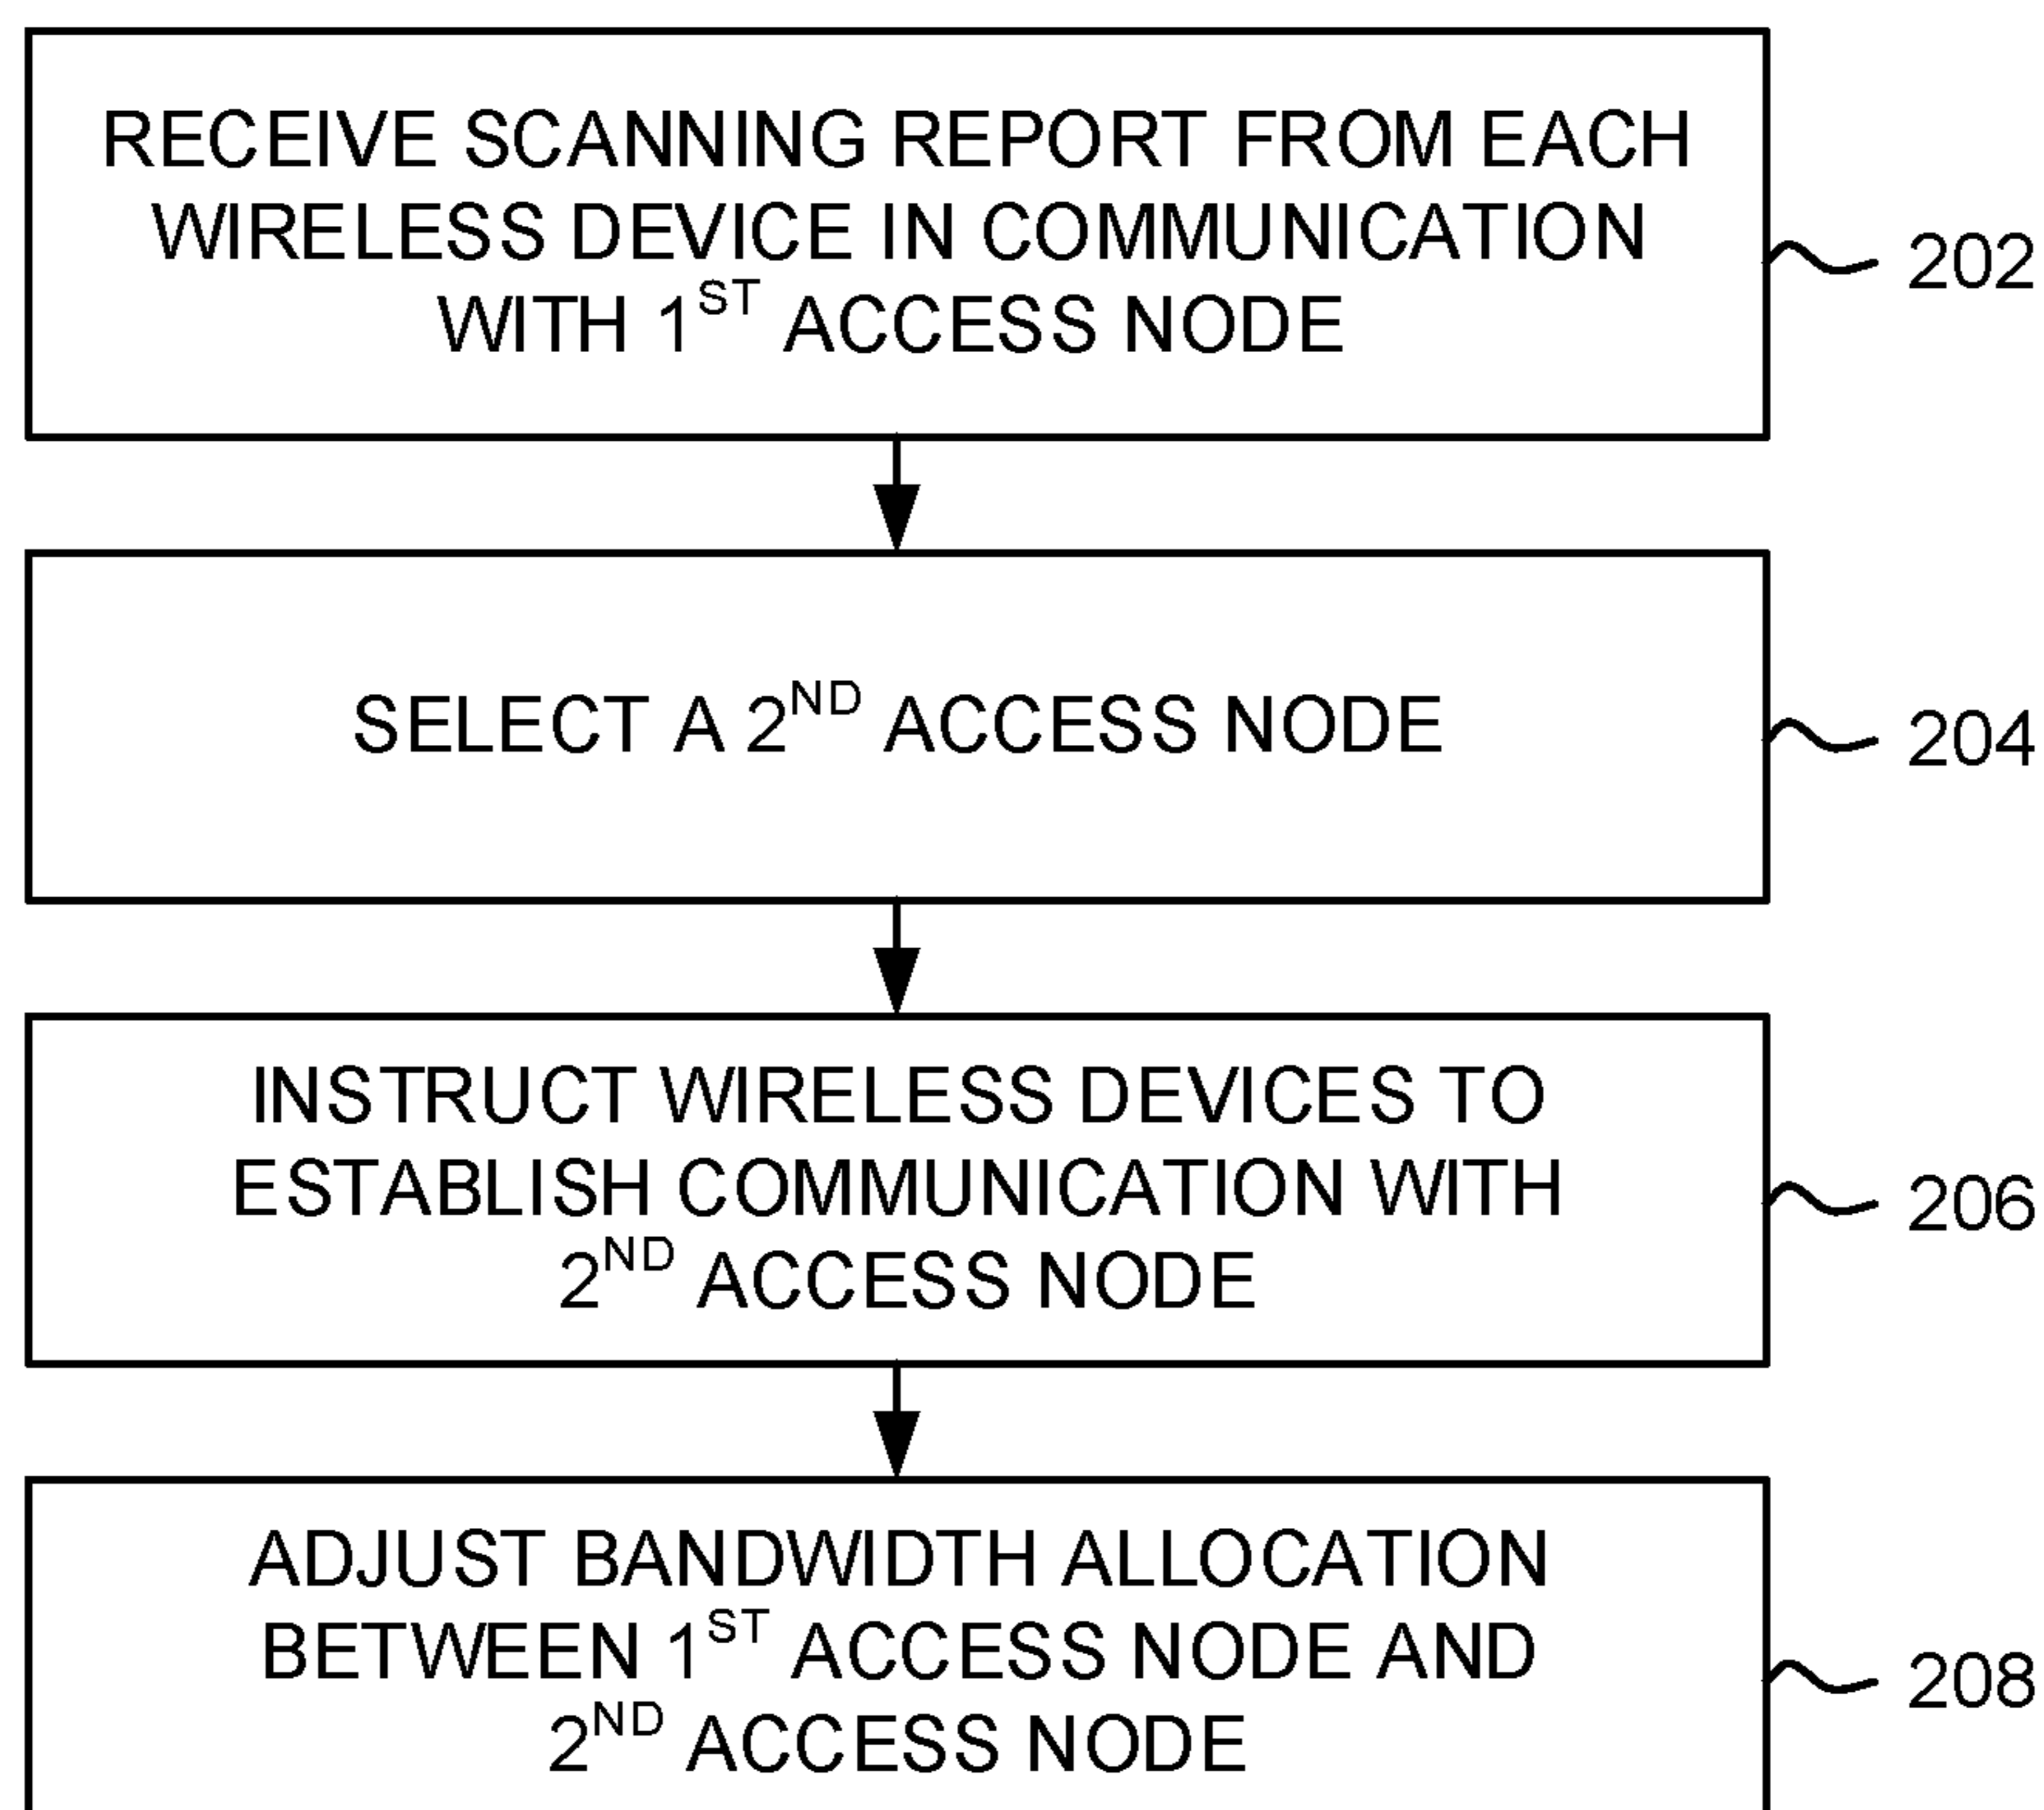 RECEIVE SCANNING REPORT FROM EACH
WIRELESS DEVICE IN COMMUNICATION
WITH 1ST ACCESS NODE
202
SELECT A 2ND ACCESS NODE
204
INSTRUCT WIRELESS DEVICES TO
ESTABLISH COMMUNICATION WITH
2ND ACCESS NODE
206
ADJUST BANDWIDTH ALLOCATION
BETWEEN 1ST ACCESS NODE AND
2ND ACCESS NODE
208